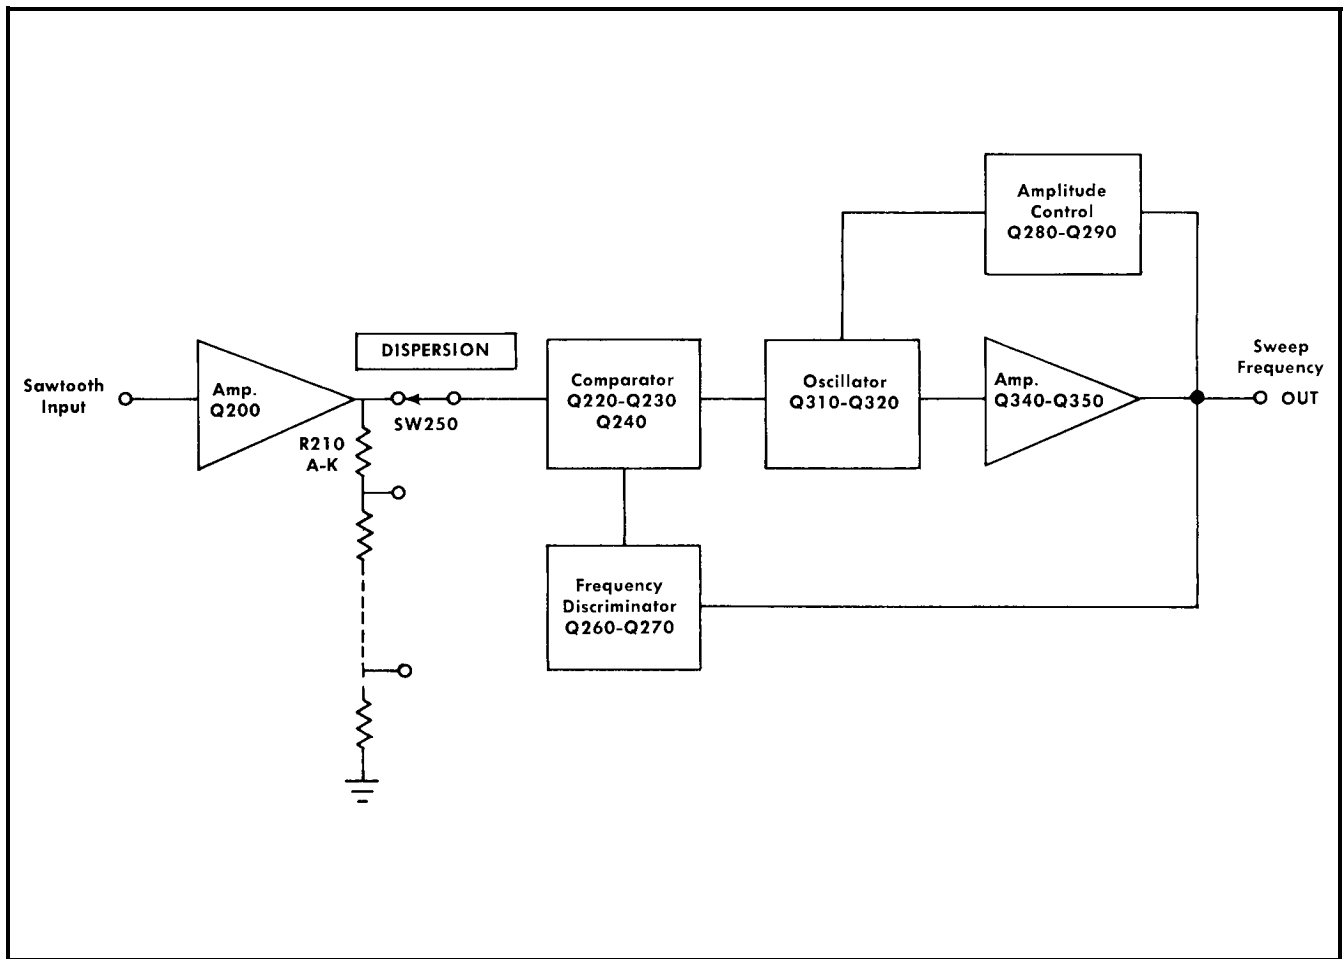 Amplitude
Control
Q280-Q290
Sawtooth
Input
Amp.
Q200
DISPERSION
SW250
R210
A-K
Comparator
Q220-Q230
Q240
Oscillator
Q310-Q320
Amp.
Q340-Q350
Sweep
Frequency
OUT
Frequency
Discriminator
Q260-Q270